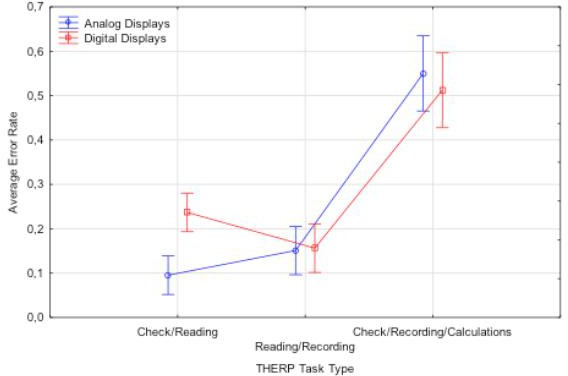 0,7
0,6
0,5
0,4
0,3
0,2
0,1
0,0
Average Error Rate
Analog Displays
Digital Displays
Check/Reading
Reading/Recording
Check/Recording/Calculations
THERP Task Type